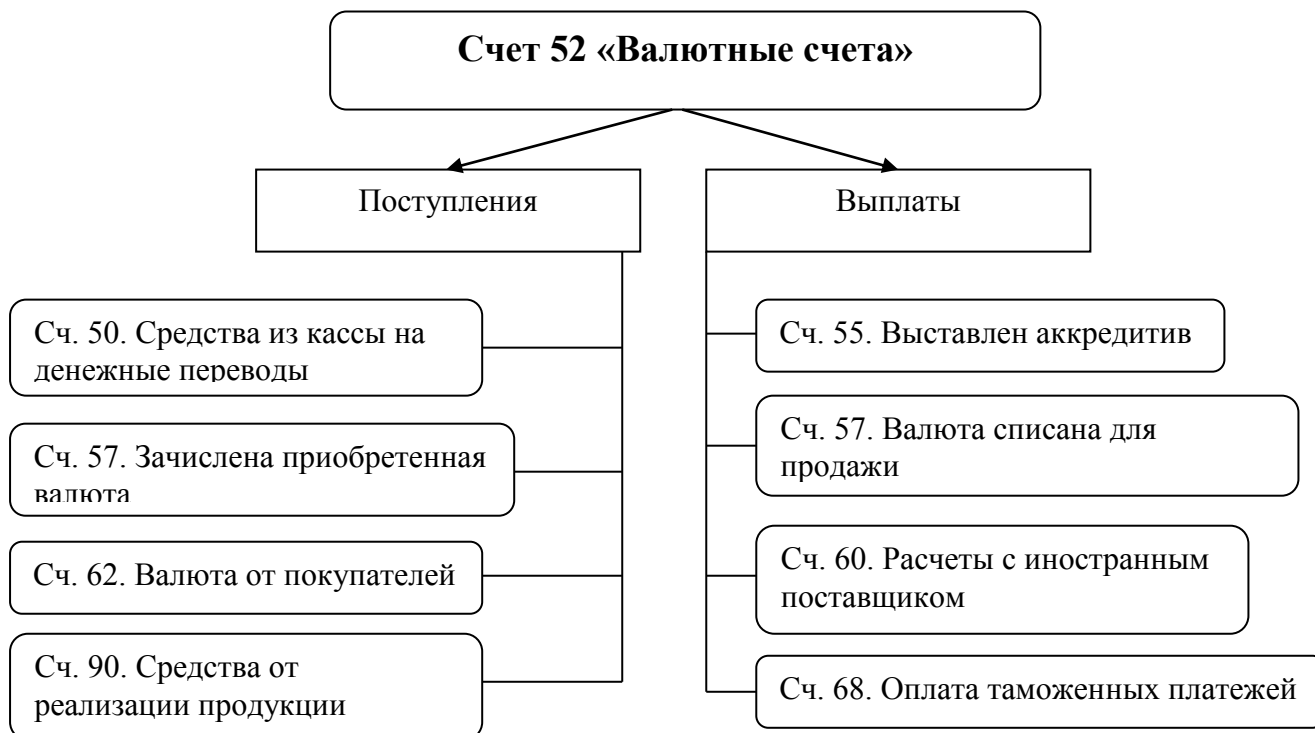 Счет 52 «Валютные счета»
Поступления
Выплаты
Сч. 50. Средства из кассы на
денежные переводы
Сч. 57. Зачислена приобретенная
валюта
Сч. 62. Валюта от покупателей
Сч. 90. Средства от
реализации продукции
Сч. 55. Выставлен аккредитив
Сч. 57. Валюта списана для
продажи
Сч. 60. Расчеты с иностранным
поставщиком
Сч. 68. Оплата таможенных платежей